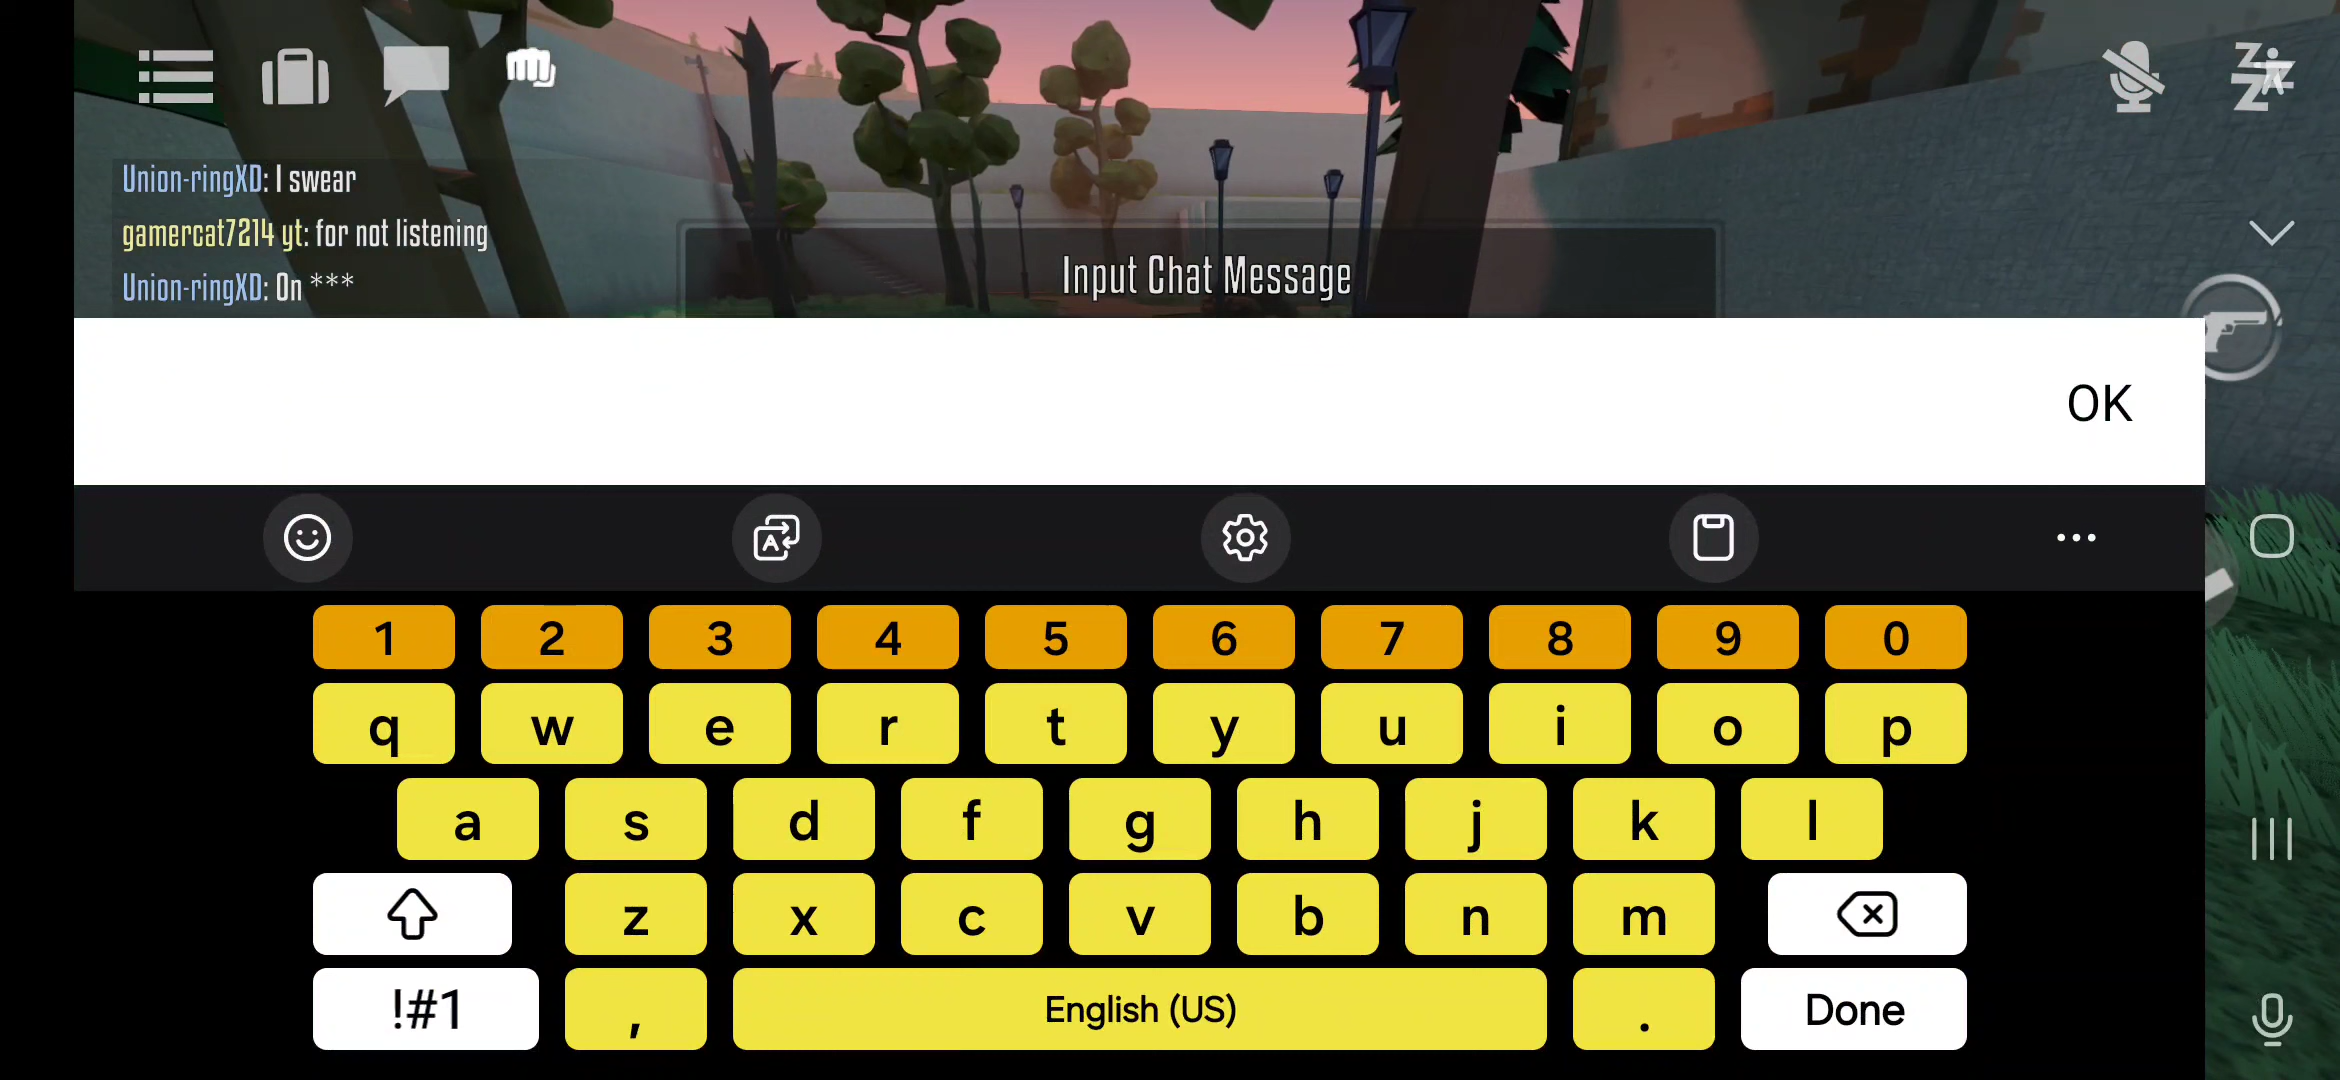 Union-ringXD: I swear
gamercat7214 yt: for not listening
Union-ringXD: On ***
Input Chat Message
OK
1 2 3 4 5 6 7 8 9 0
q w e r t y u i o p
a s d f g h j k l
z x c v b n m
!#1 , English (US) . Done